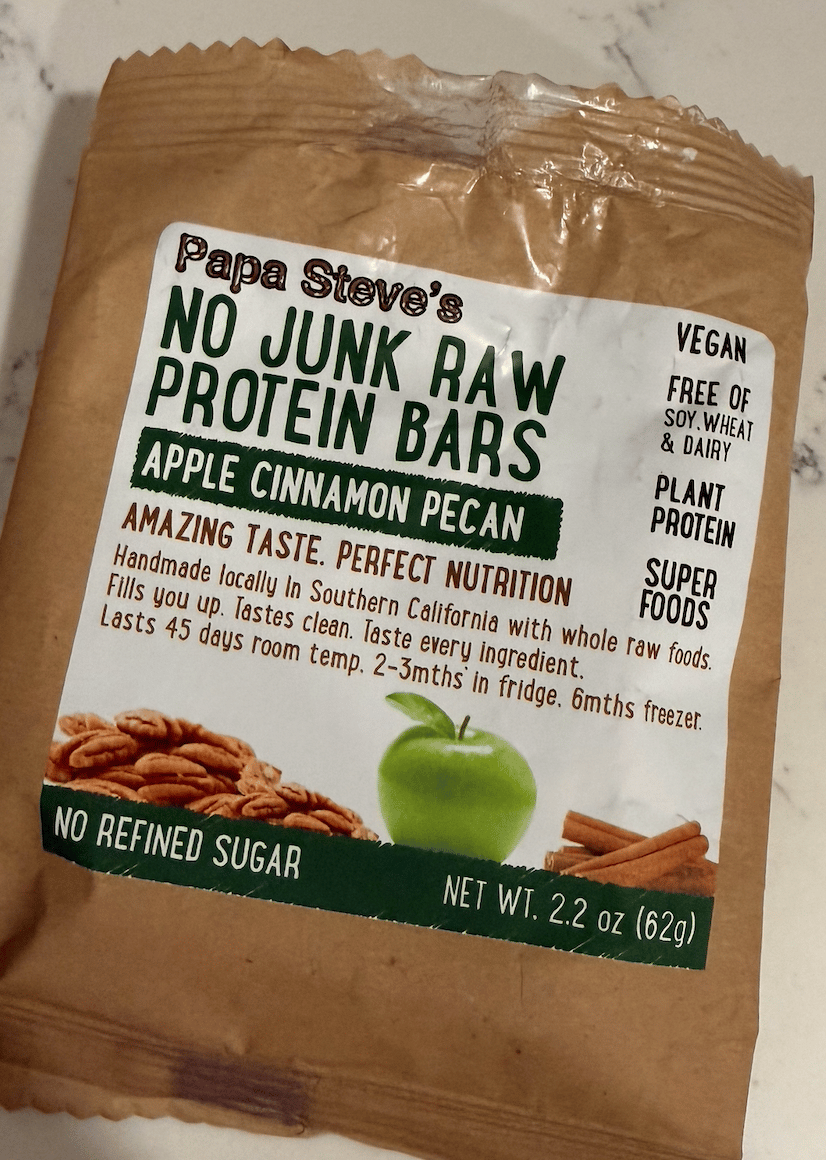 Papa Steve's
NO JUNK RAW
PROTEIN BARS
APPLE CINNAMON PECAN
AMAZING TASTE. PERFECT NUTRITION
Handmade locally In Southern California with whole raw foods.
Fills you up. Tastes clean. Taste every ingredient.
Lasts 45 days room temp. 2-3mths in fridge. 6mths freezer.
VEGAN
FREE OF
SOY, WHEAT
& DAIRY
PLANT
PROTEIN
SUPER
FOODS
NO REFINED SUGAR
NET WT. 2.2 oz (62g)